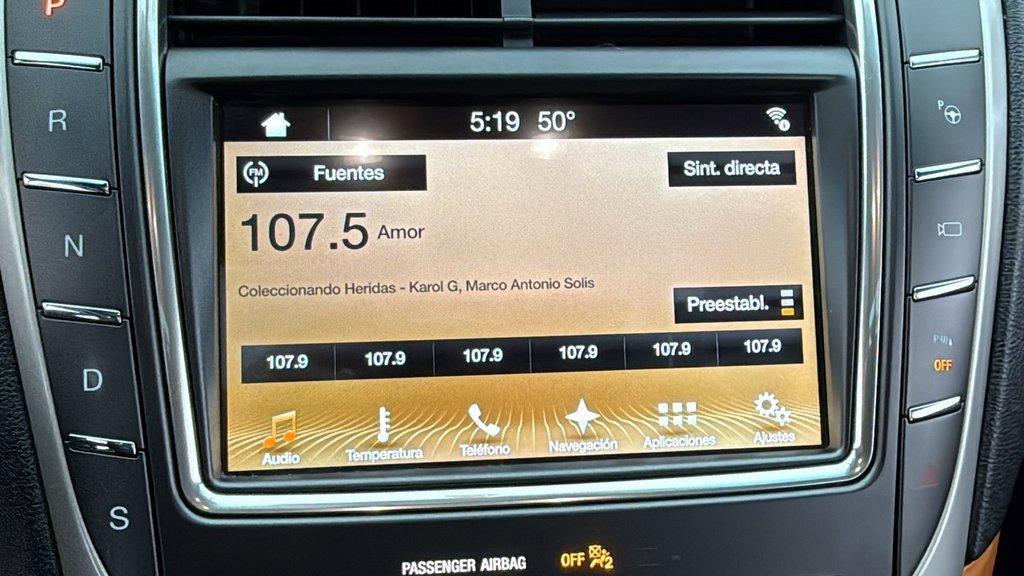 P
R
N
D
S
5:19 50°
FM Fuentes
Sint. directa
107.5 Amor
Coleccionando Heridas - Karol G, Marco Antonio Solis
Preestabl.
107.9 107.9 107.9 107.9 107.9 107.9
Audio Temperatura Teléfono Navegación Aplicaciones Ajustes
P
OFF
PASSENGER AIRBAG OFF 2